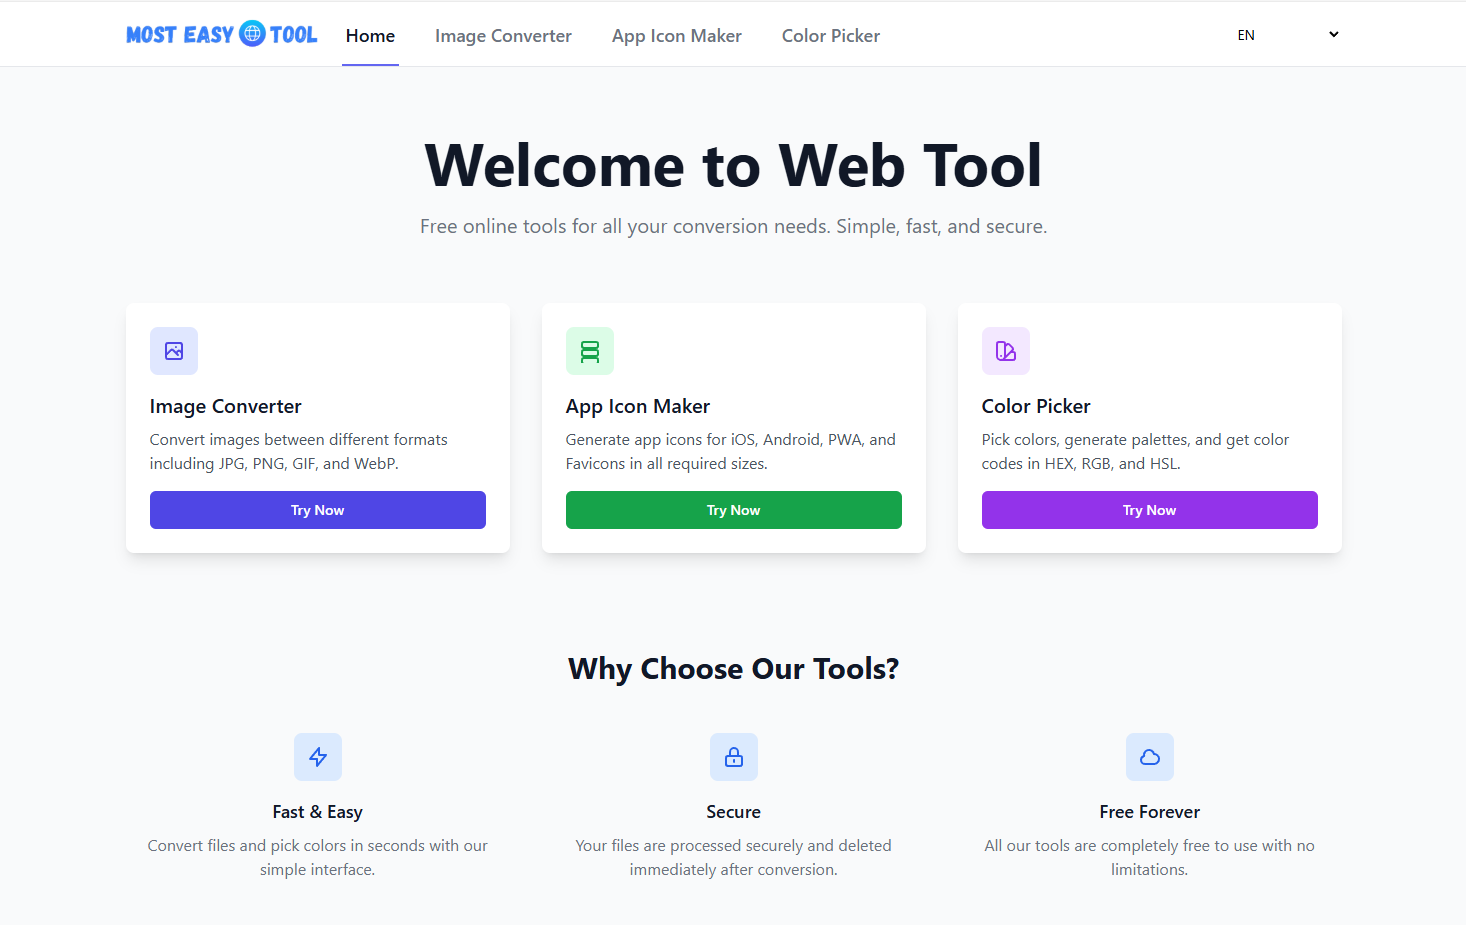 MOST EASY TOOL
Home
Image Converter
App Icon Maker
Color Picker
EN
Welcome to Web Tool
Free online tools for all your conversion needs. Simple, fast, and secure.
Image Converter
Convert images between different formats
including JPG, PNG, GIF, and WebP.
Try Now
App Icon Maker
Generate app icons for iOS, Android, PWA, and
Favicons in all required sizes.
Try Now
Color Picker
Pick colors, generate palettes, and get color
codes in HEX, RGB, and HSL.
Try Now
Why Choose Our Tools?
Fast & Easy
Convert files and pick colors in seconds with our
simple interface.
Secure
Your files are processed securely and deleted
immediately after conversion.
Free Forever
All our tools are completely free to use with no
limitations.